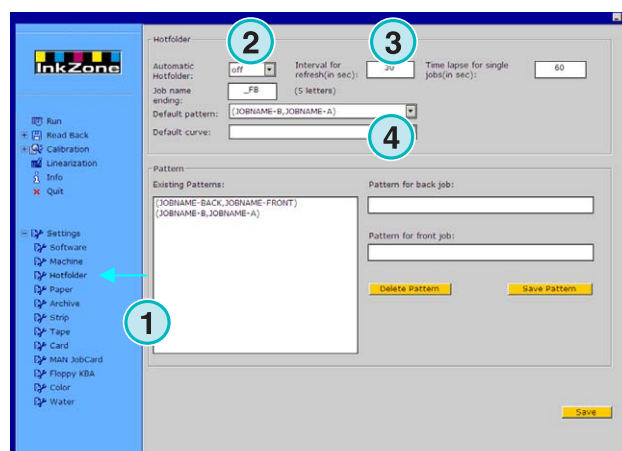 InkZone
Run
Read Back
Calibration
Linearization
Info
Quit
Settings
Software
Machine
Hotfolder
Paper
Archive
Strip
Tape
Card
MAN JobCard
Floppy KBA
Color
Water
1
Hotfolder
2
3
Automatic Hotfolder:
off
Interval for refresh(in sec):
Time lapse for single jobs(in sec):
60
Job name ending:
_FB
(5 letters)
Default pattern:
(JOBNAME-B,JOBNAME-A)
Default curve:
4
Pattern
Existing Patterns:
(JOBNAME-BACK,JOBNAME-FRONT)
(JOBNAME-B,JOBNAME-A)
Pattern for back job:
Pattern for front job:
Delete Pattern
Save Pattern
Save